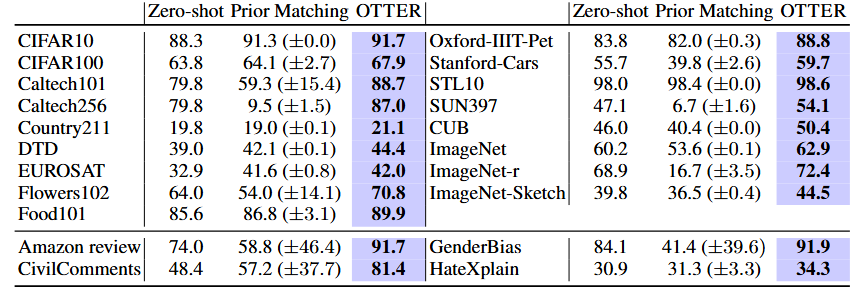 Zero-shot Prior Matching OTTER Zero-shot Prior Matching OTTER
CIFAR10 88.3 91.3 (±0.0) 91.7 Oxford-IIIT-Pet 83.8 82.0 (±0.3) 88.8
CIFAR100 63.8 64.1 (±2.7) 67.9 Stanford-Cars 55.7 39.8 (±2.6) 59.7
Caltech101 79.8 59.3 (±15.4) 88.7 STL10 98.0 98.4 (±0.0) 98.6
Caltech256 79.8 9.5 (±1.5) 87.0 SUN397 47.1 6.7 (±1.6) 54.1
Country211 19.8 19.0 (±0.1) 21.1 CUB 46.0 40.4 (±0.0) 50.4
DTD 39.0 42.1 (±0.1) 44.4 ImageNet 60.2 53.6 (±0.1) 62.9
EUROSAT 32.9 41.6 (±0.8) 42.0 ImageNet-r 68.9 16.7 (±3.5) 72.4
Flowers102 64.0 54.0 (±14.1) 70.8 ImageNet-Sketch 39.8 36.5 (±0.4) 44.5
Food101 85.6 86.8 (±3.1) 89.9
Amazon review 74.0 58.8 (±46.4) 91.7 GenderBias 84.1 41.4 (±39.6) 91.9
CivilComments 48.4 57.2 (±37.7) 81.4 HateXplain 30.9 31.3 (±3.3) 34.3